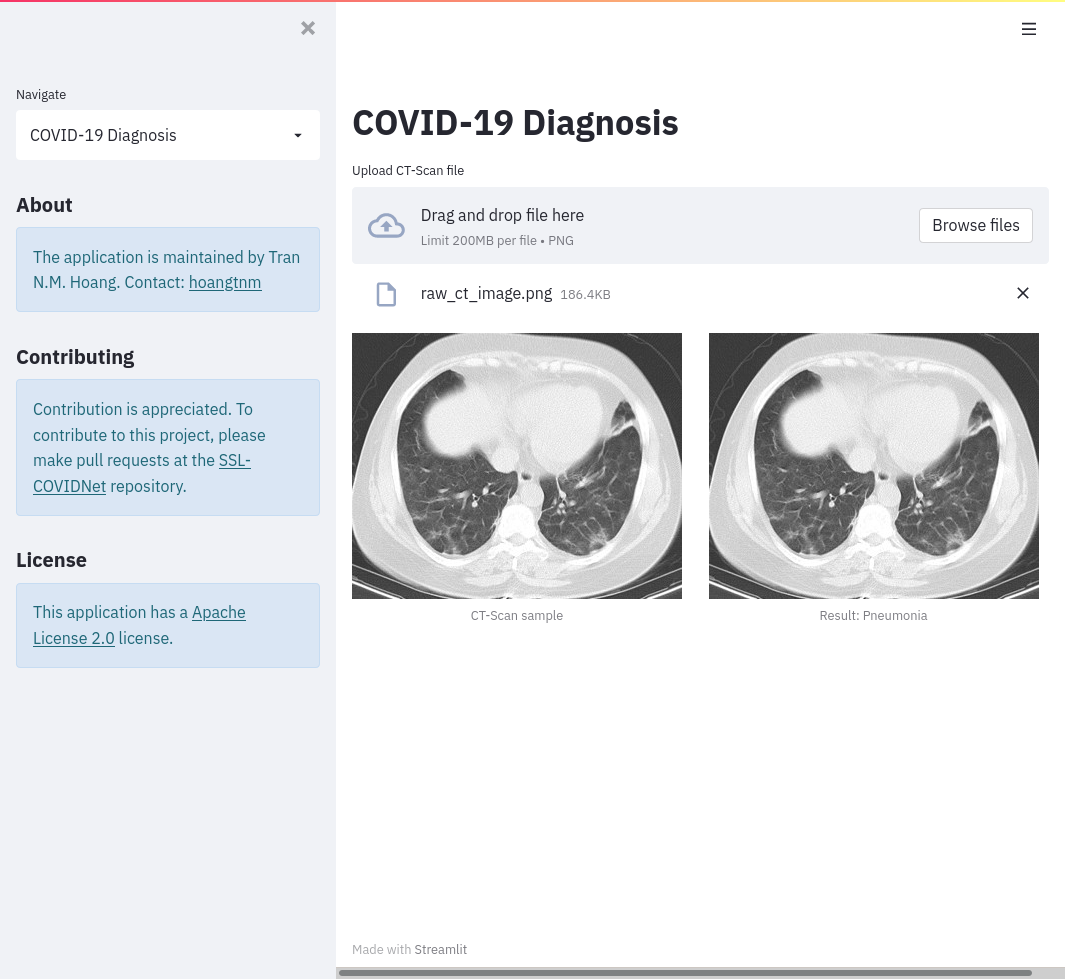 Navigate
COVID-19 Diagnosis
About
The application is maintained by Tran
N.M. Hoang. Contact: hoangtnm
Contributing
Contribution is appreciated. To
contribute to this project, please
make pull requests at the SSL-
COVIDNet repository.
License
This application has a Apache
License 2.0 license.
COVID-19 Diagnosis
Upload CT-Scan file
Drag and drop file here
Limit 200MB per file • PNG
Browse files
raw_ct_image.png 186.4KB
CT-Scan sample
Result: Pneumonia
Made with Streamlit